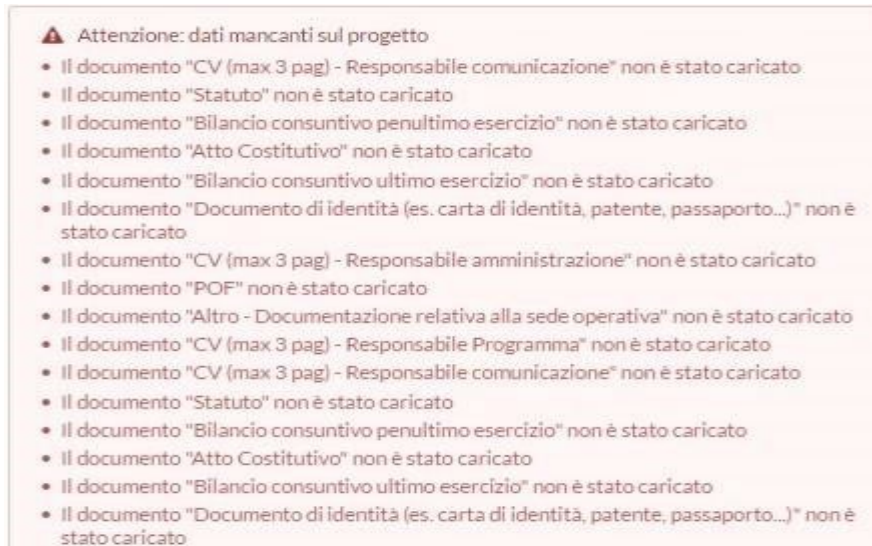 Attenzione: dati mancanti sul progetto
• Il documento "CV (max 3 pag) - Responsabile comunicazione" non è stato caricato
• Il documento "Statuto" non è stato caricato
• Il documento "Bilancio consuntivo penultimo esercizio" non è stato caricato
• Il documento "Atto Costitutivo" non è stato caricato
• Il documento "Bilancio consuntivo ultimo esercizio" non è stato caricato
• Il documento "Documento di identità (es. carta di identità, patente, passaporto...)" non è
stato caricato
• Il documento "CV (max 3 pag) - Responsabile amministrazione" non è stato caricato
• Il documento "POF" non è stato caricato
• Il documento "Altro - Documentazione relativa alla sede operativa" non è stato caricato
• Il documento "CV (max 3 pag) - Responsabile Programma" non è stato caricato
• Il documento "CV (max 3 pag) - Responsabile comunicazione" non è stato caricato
• Il documento "Statuto" non è stato caricato
• Il documento "Bilancio consuntivo penultimo esercizio" non è stato caricato
• Il documento "Atto Costitutivo" non è stato caricato
• Il documento "Bilancio consuntivo ultimo esercizio" non è stato caricato
• Il documento "Documento di identità (es. carta di identità, patente, passaporto...)" non è
stato caricato